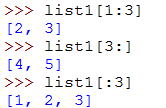 >>> list1[1:3]
[2, 3]
>>> list1[3:]
[4, 5]
>>> list1[:3]
[1, 2, 3]